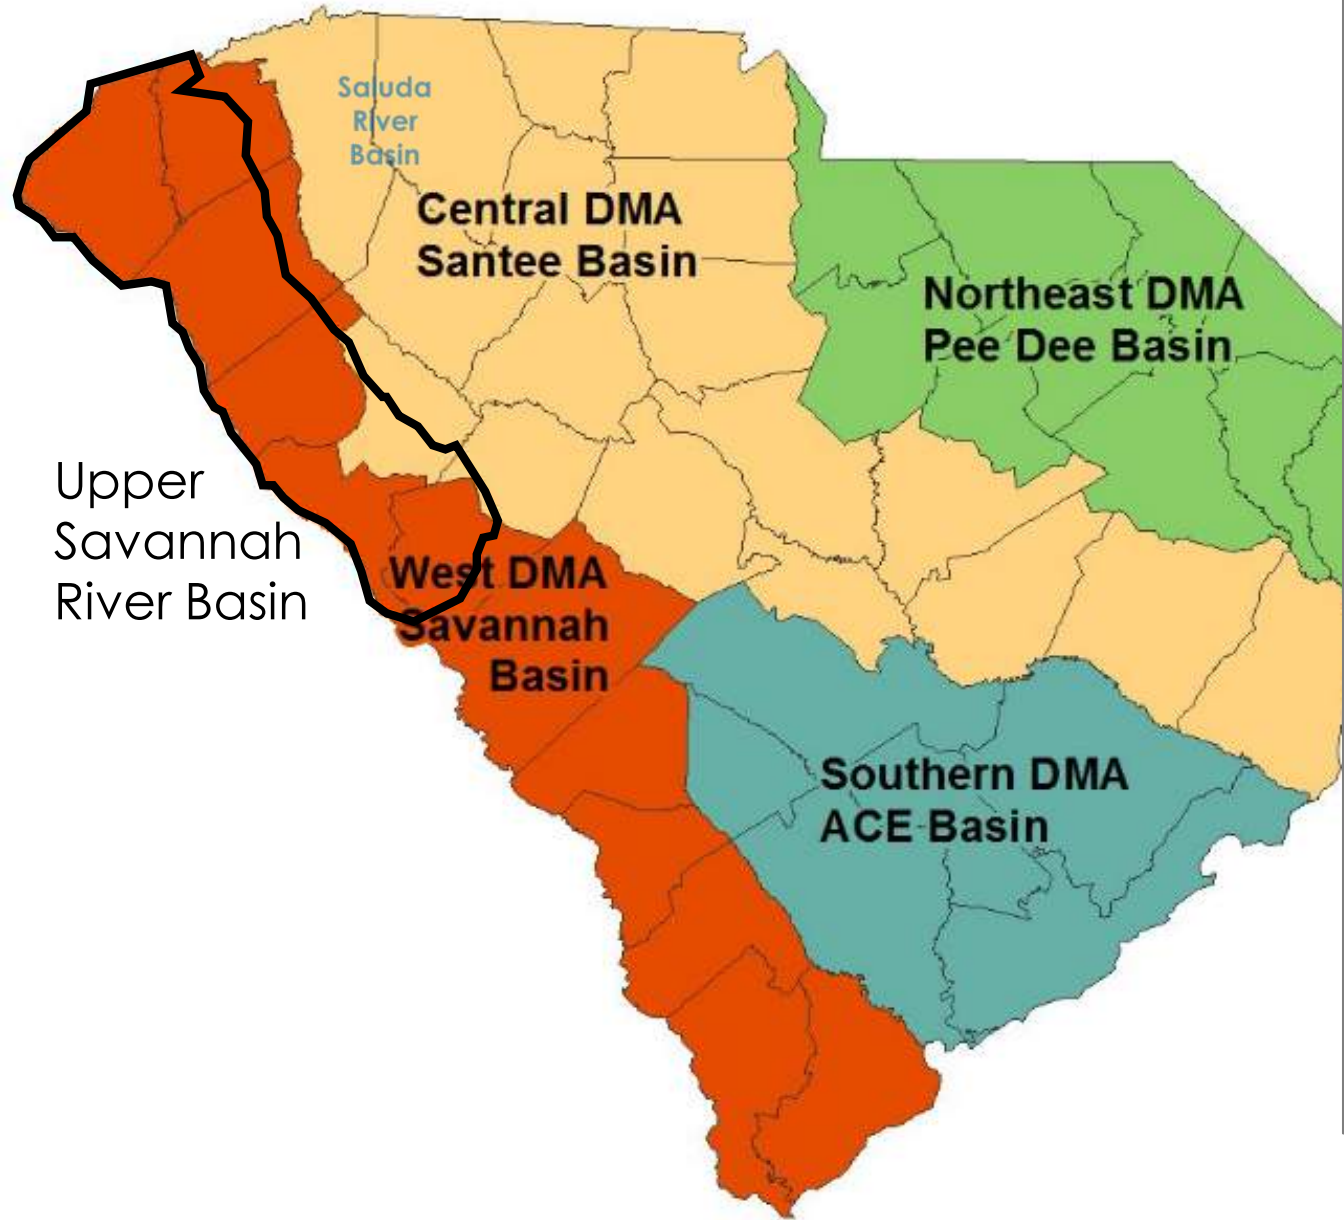 Saluda
River
Basin
Central DMA
Santee Basin
Northeast DMA
Pee Dee Basin
Upper
Savannah
River Basin
West DMA
Savannah
Basin
Southern DMA
ACE Basin